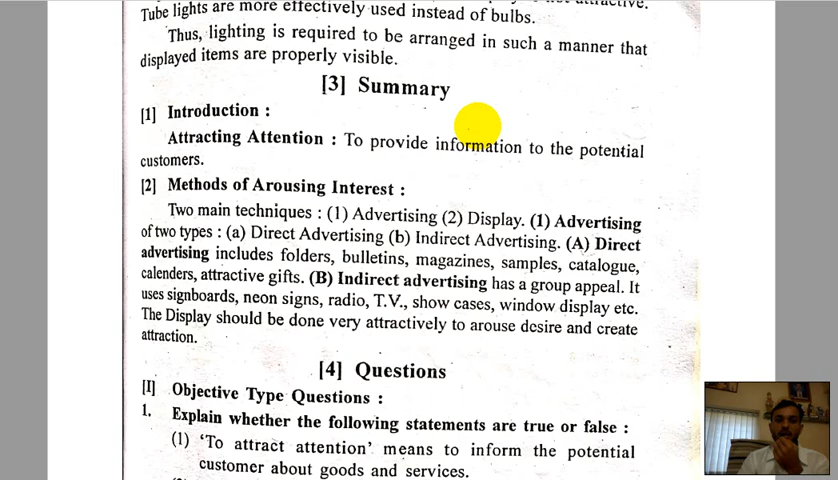 Tube lights are more effectively used instead of bulbs.
Thus, lighting is required to be arranged in such a manner that
displayed items are properly visible.
[3] Summary
[1] Introduction :
Attracting Attention : To provide information to the potential
customers.
[2] Methods of Arousing Interest :
Two main techniques : (1) Advertising (2) Display. (1) Advertising
of two types : (a) Direct Advertising (b) Indirect Advertising. (A) Direct
advertising includes folders, bulletins, magazines, samples, catalogue,
calenders, attractive gifts. (B) Indirect advertising has a group appeal. It
uses signboards, neon signs, radio, T.V., show cases, window display etc.
The Display should be done very attractively to arouse desire and create
attraction.
[4] Questions
[I] Objective Type Questions :
1. Explain whether the following statements are true or false :
(1) 'To attract attention' means to inform the potential
customer about goods and services.